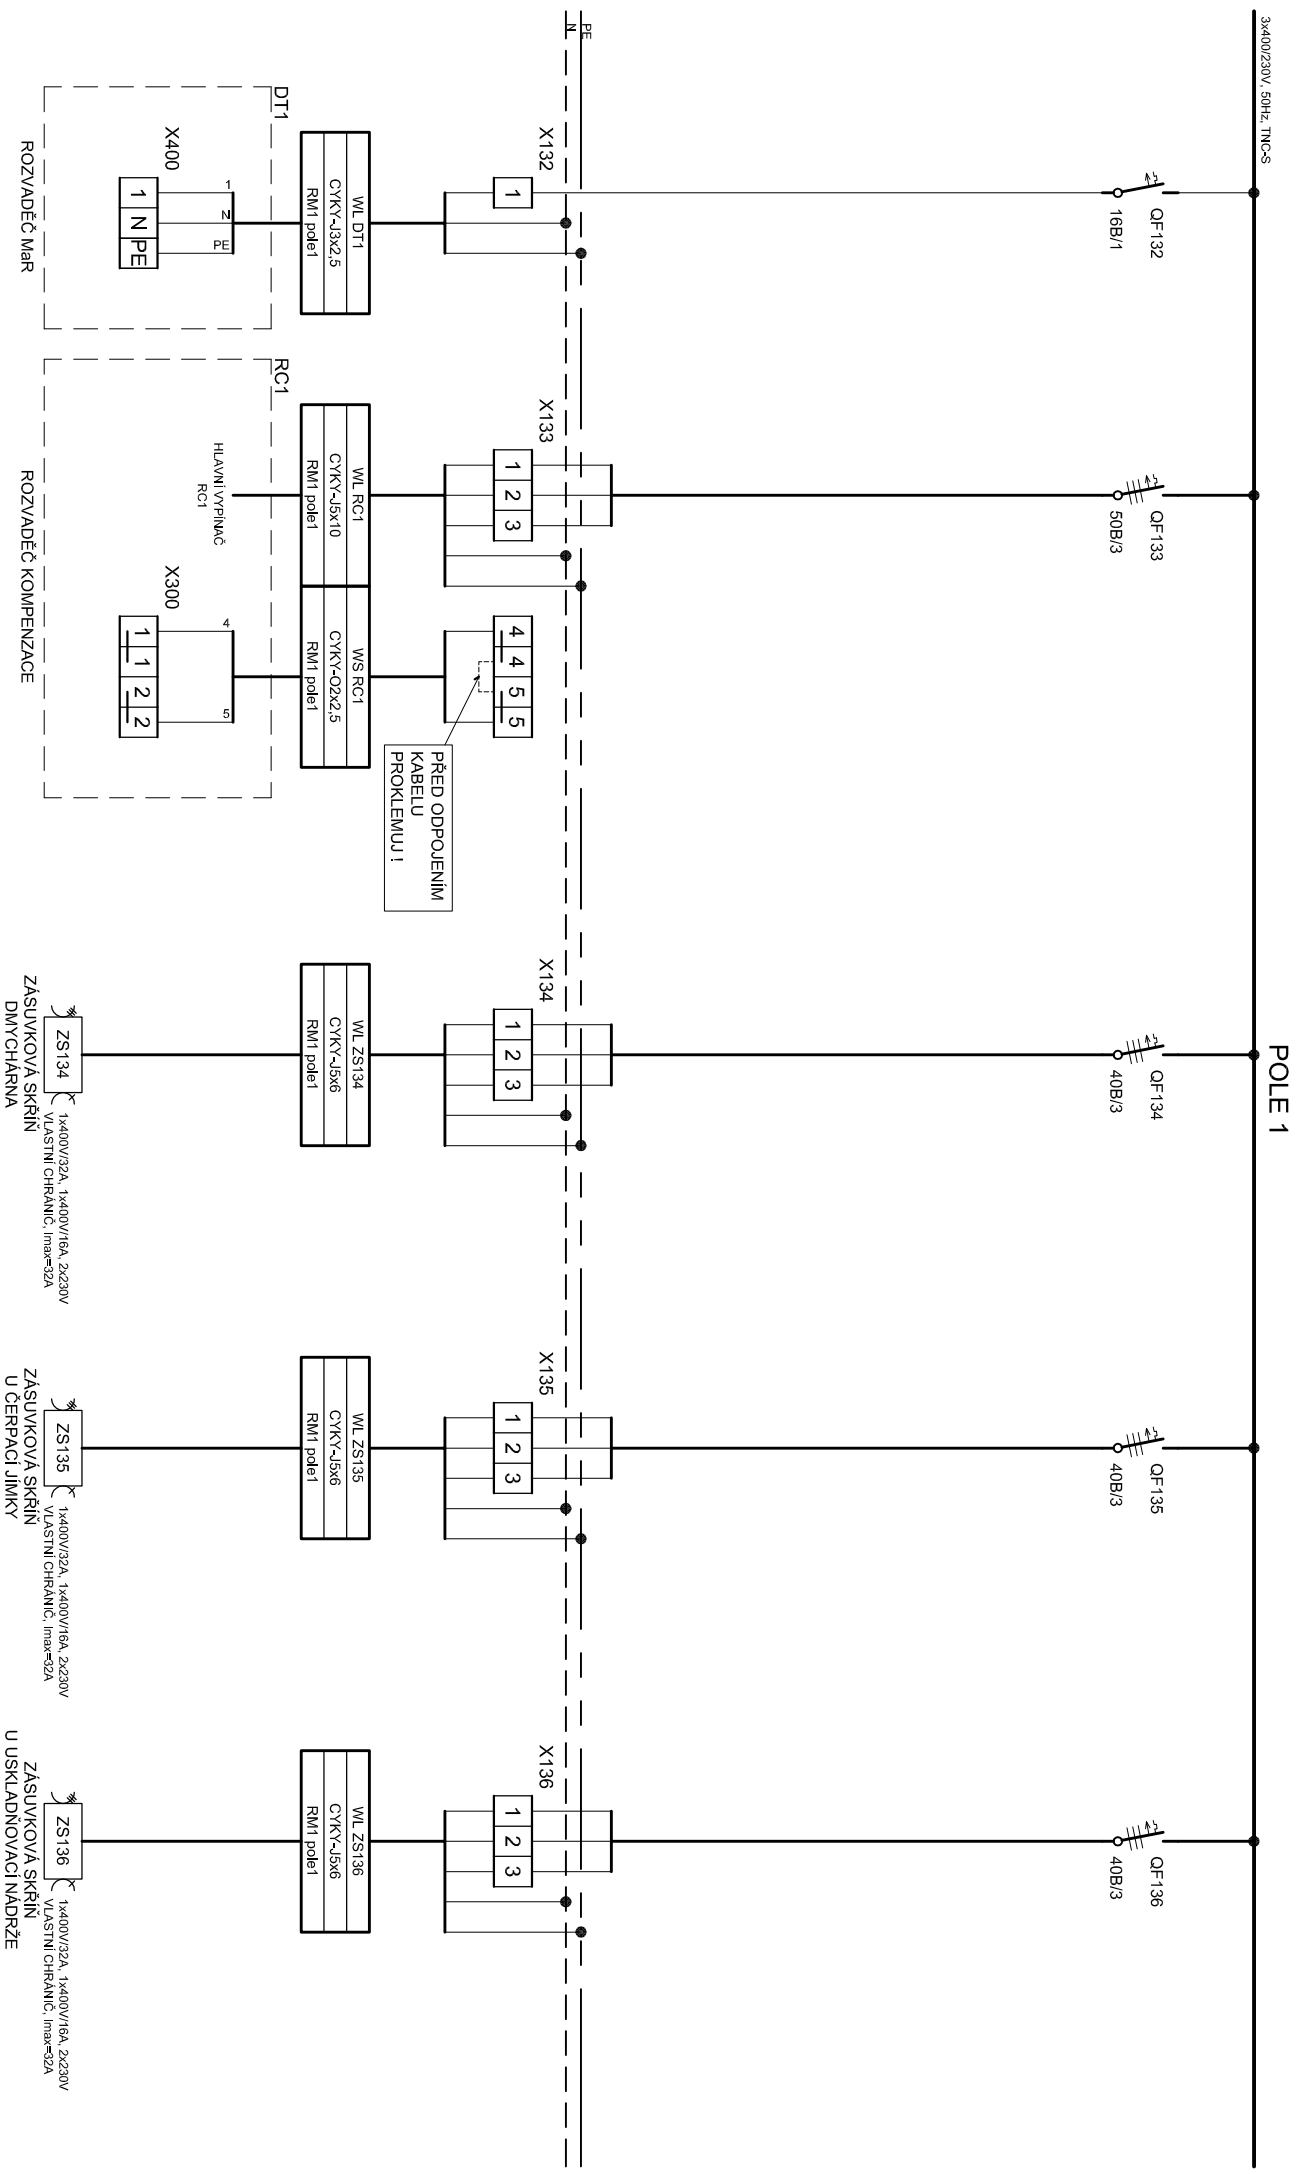 POLE 1
3x400/230V, 50Hz, TNC-S
QF132
16B/1
QF133
50B/3
QF134
40B/3
QF135
40B/3
QF136
40B/3
PE
N
X132
1
X133
1 2 3
4 4 5 5
X134
1 2 3
X135
1 2 3
X136
1 2 3
PŘED ODPOJENÍM
KABELU
PROKLEMUJ !
WL DT1
CYKY-J3x2,5
RM1 pole1
WL RC1
CYKY-J5x10
RM1 pole1
WS RC1
CYKY-O2x2,5
RM1 pole1
WL ZS134
CYKY-J5x6
RM1 pole1
WL ZS135
CYKY-J5x6
RM1 pole1
WL ZS136
CYKY-J5x6
RM1 pole1
DT1
1
N
PE
X400
1 N PE
ROZVADĚČ MaR
RC1
HLAVNÍ VYPÍNAČ
RC1
4
5
X300
1 1 2 2
ROZVADĚČ KOMPENZACE
ZS134
1x400V/32A, 1x400V/16A, 2x230V
VLASTNÍ CHRÁNIČ, Imax=32A
ZÁSUVKOVÁ SKŘÍŇ
DMYCHÁRNA
ZS135
1x400V/32A, 1x400V/16A, 2x230V
VLASTNÍ CHRÁNIČ, Imax=32A
ZÁSUVKOVÁ SKŘÍŇ
U ČERPACÍ JÍMKY
ZS136
1x400V/32A, 1x400V/16A, 2x230V
VLASTNÍ CHRÁNIČ, Imax=32A
ZÁSUVKOVÁ SKŘÍŇ
U USKLADŇOVACÍ NÁDRŽE